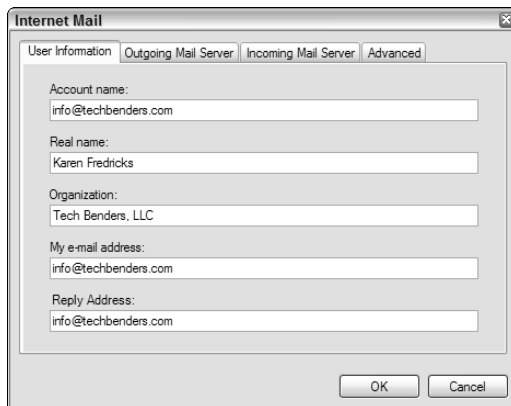 Internet Mail
User Information Outgoing Mail Server Incoming Mail Server Advanced
Account name:
info@techbenders.com
Real name:
Karen Fredricks
Organization:
Tech Benders, LLC
My e-mail address:
info@techbenders.com
Reply Address:
info@techbenders.com
OK Cancel